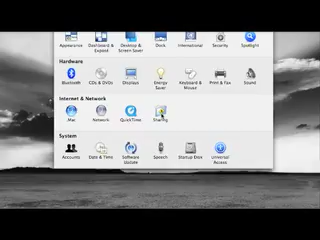 Appearance Dashboard & Exposé Desktop & Screen Saver Dock International Security Spotlight
Hardware
Bluetooth CDs & DVDs Displays Energy Saver Keyboard & Mouse Print & Fax Sound
Internet & Network
.Mac Network QuickTime Sharing
System
Accounts Date & Time Software Update Speech Startup Disk Universal Access